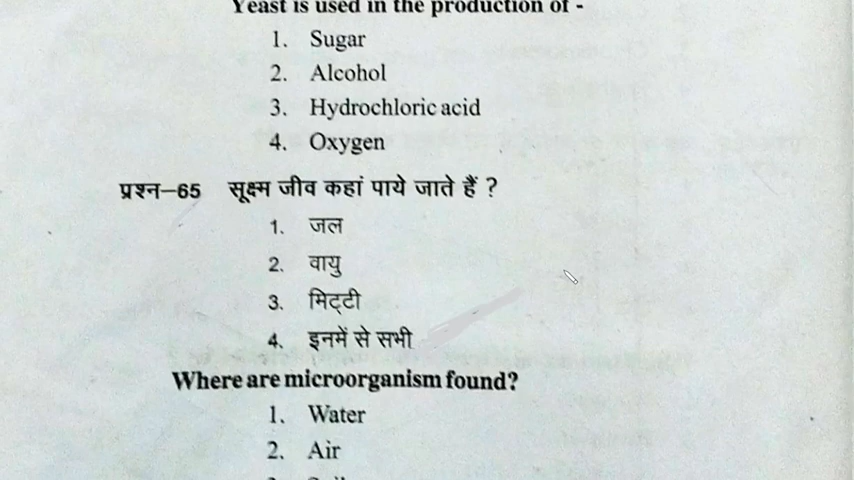 Yeast is used in the production of -
1. Sugar
2. Alcohol
3. Hydrochloric acid
4. Oxygen
प्रश्न–65 सूक्ष्म जीव कहां पाये जाते हैं ?
1. जल
2. वायु
3. मिट्टी
4. इनमें से सभी
Where are microorganism found?
1. Water
2. Air